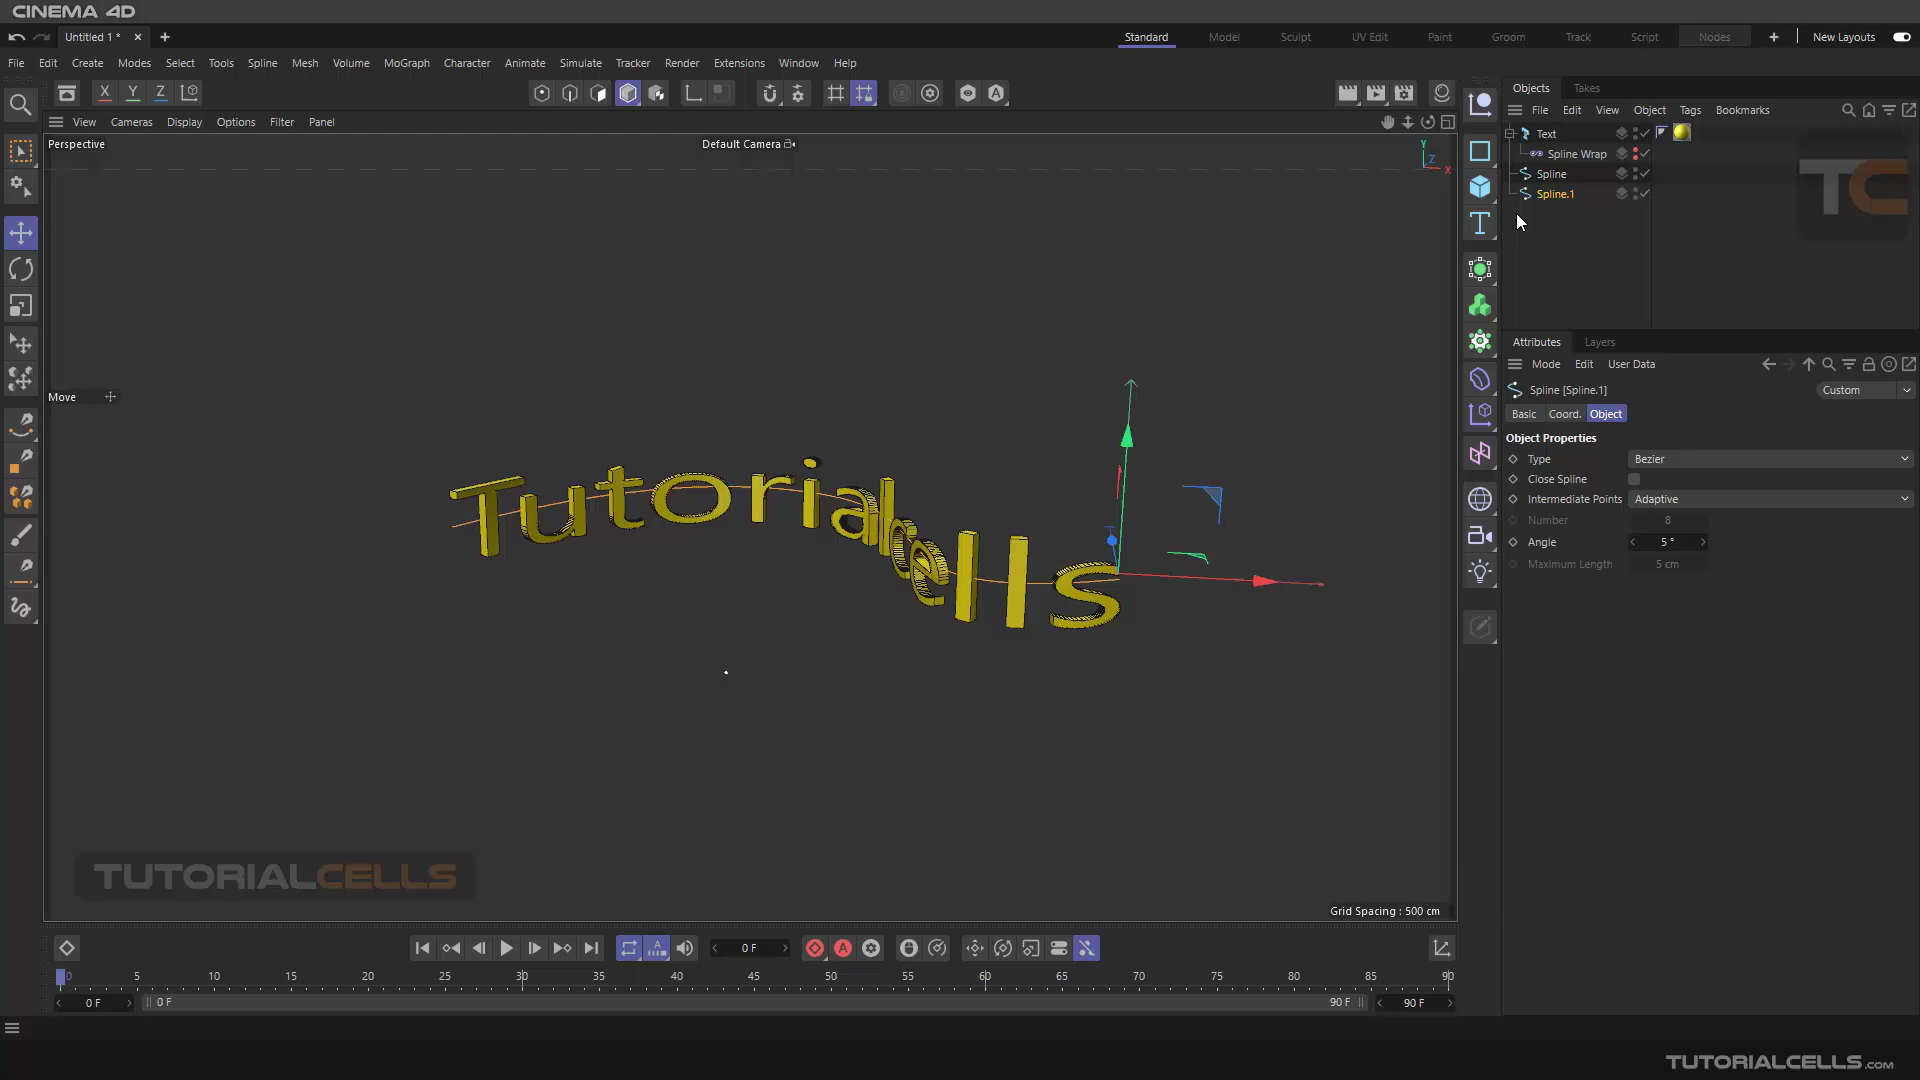 CINEMA 4D
Untitled 1 *
Standard Model Sculpt UV Edit Paint Groom Track Script Nodes New Layouts
File Edit Create Modes Select Tools Spline Mesh Volume MoGraph Character Animate Simulate Tracker Render Extensions Window Help
X Y Z
Objects Takes
File Edit View Object Tags Bookmarks
View Cameras Display Options Filter Panel
Perspective
Default Camera
Y
Z
X
Text
Spline Wrap
Spline
Spline.1
TC
Attributes Layers
Mode Edit User Data
Spline [Spline.1]
Custom
Basic Coord. Object
Object Properties
Type Bezier
Close Spline
Intermediate Points Adaptive
Number 8
Angle 5 °
Maximum Length 5 cm
Move
Tutorial cells
TUTORIALCELLS
Grid Spacing : 500 cm
0 F
0 5 10 15 20 25 30 35 40 45 50 55 60 65 70 75 80 85 90
0 F 0 F 90 F 90 F
TUTORIALCELLS.COM